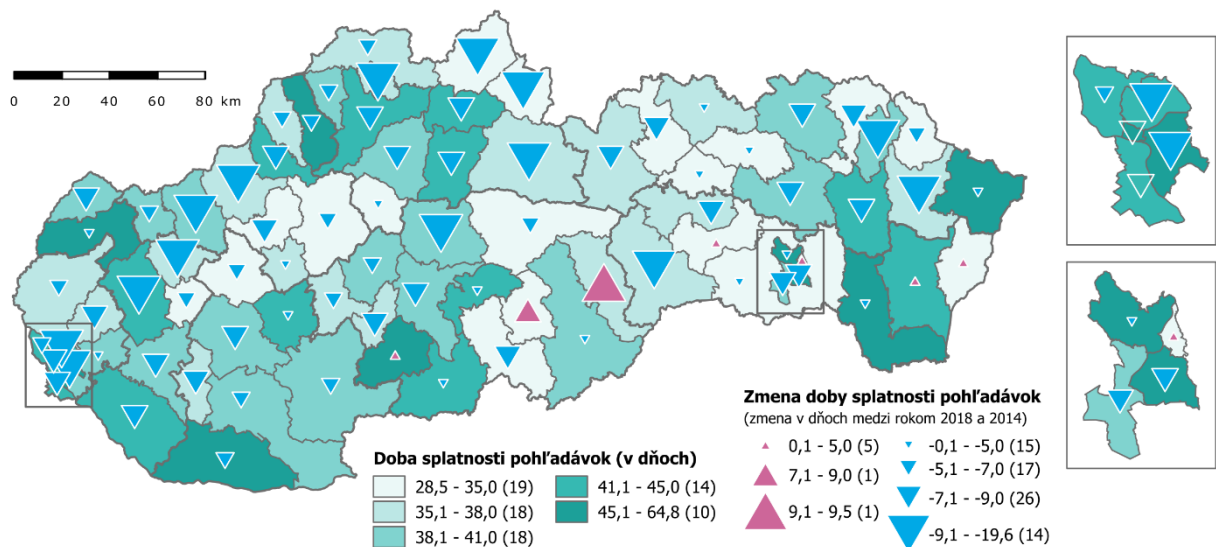 0 20 40 60 80 km
Doba splatnosti pohľadávok (v dňoch)
28,5 - 35,0 (19)
35,1 - 38,0 (18)
38,1 - 41,0 (18)
41,1 - 45,0 (14)
45,1 - 64,8 (10)
Zmena doby splatnosti pohľadávok
(zmena v dňoch medzi rokom 2018 a 2014)
0,1 - 5,0 (5)
7,1 - 9,0 (1)
9,1 - 9,5 (1)
-0,1 - -5,0 (15)
-5,1 - -7,0 (17)
-7,1 - -9,0 (26)
-9,1 - -19,6 (14)